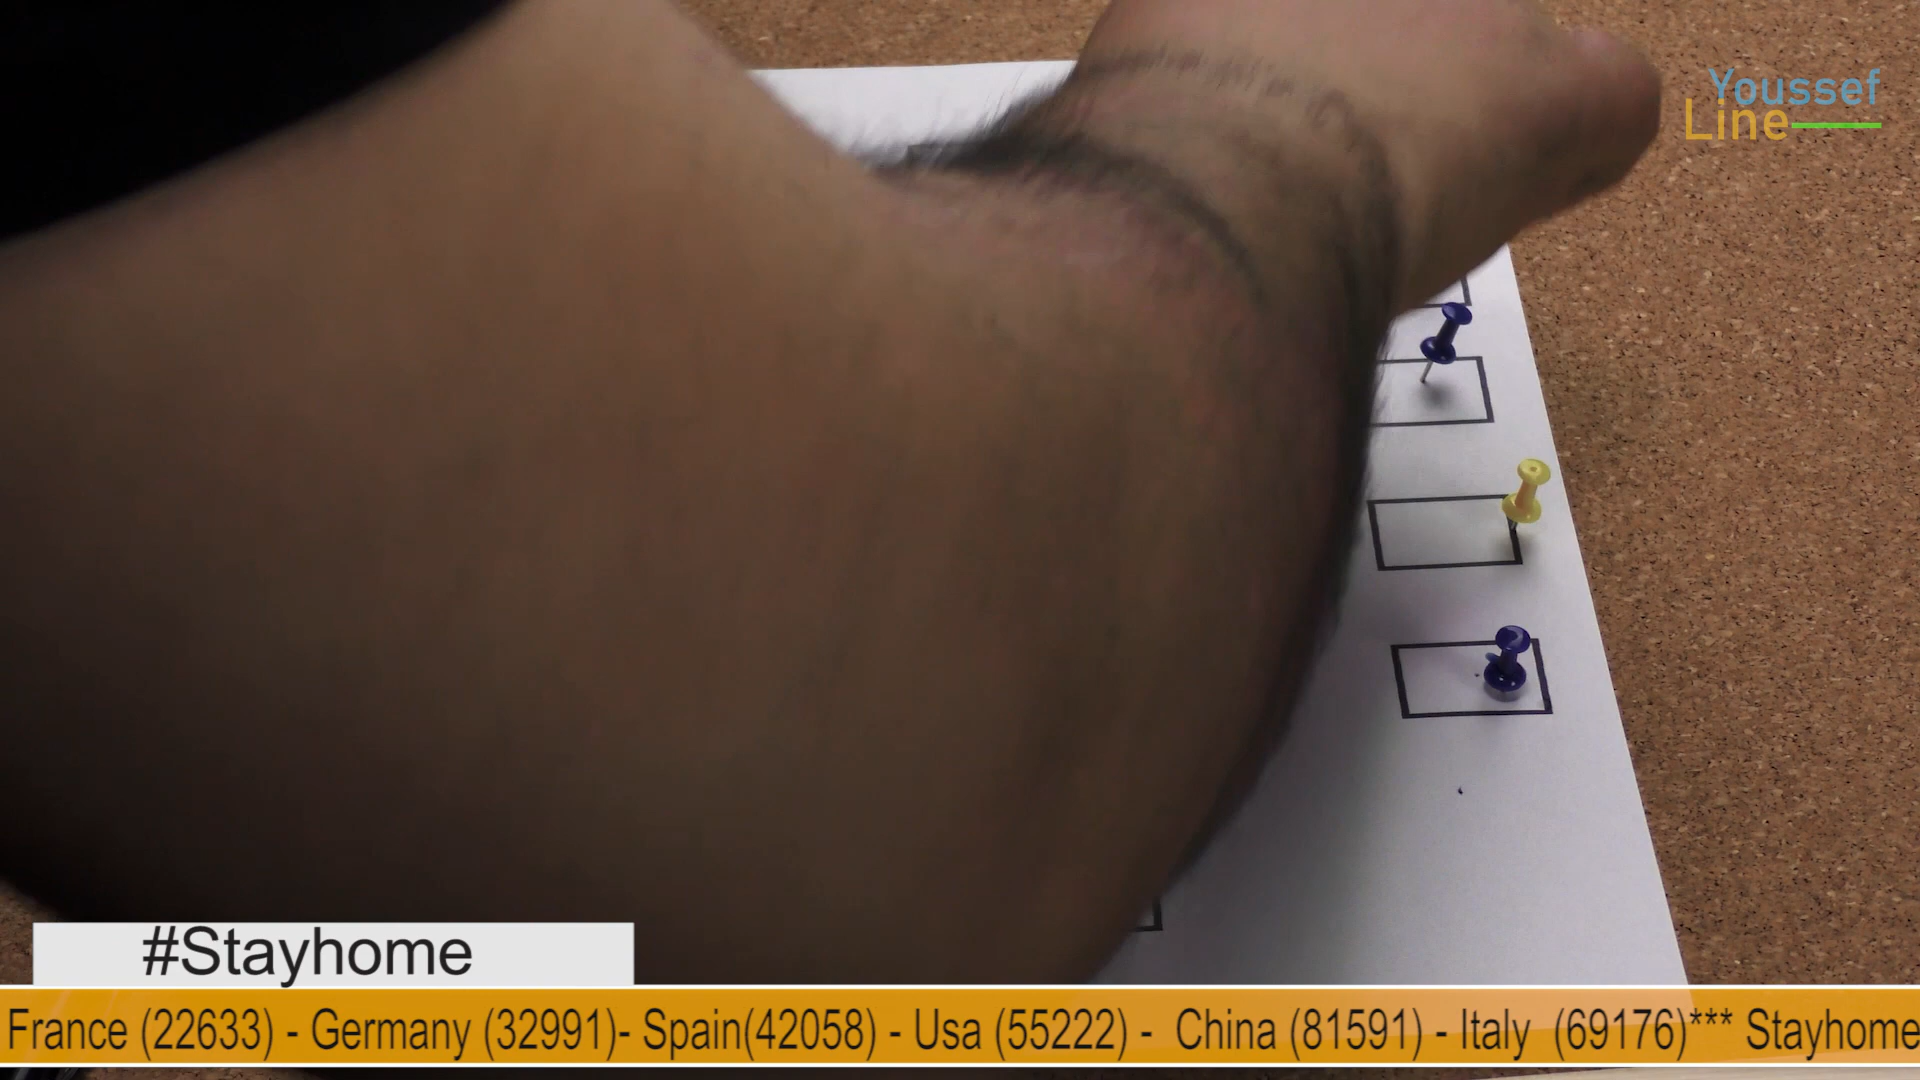 Youssef
Line
#Stayhome
France (22633) - Germany (32991)- Spain(42058) - Usa (55222) - China (81591) - Italy (69176)*** Stayhome